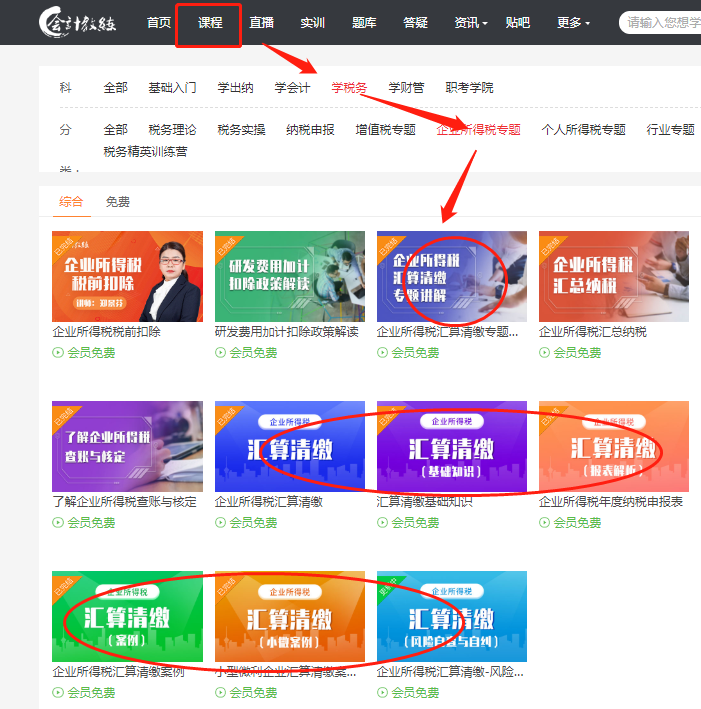 会计教练
首页 课程 直播 实训 题库 答疑 资讯 贴吧 更多 请输入您想学
科 全部 基础入门 学出纳 学会计 学税务 学财管 职考学院
分 全部 税务理论 税务实操 纳税申报 增值税专题 企业所得税专题 个人所得税专题 行业专题
税务精英训练营
综合 免费
已完结
企业所得税
税前扣除
已完结
研发费用加计
扣除政策解读
已完结
企业所得税
汇算清缴
专题讲解
已完结
企业所得税
汇总纳税
企业所得税税前扣除 研发费用加计扣除政策解读 企业所得税汇算清缴专题... 企业所得税汇总纳税
会员免费 会员免费 会员免费 会员免费
已完结
了解企业所得税
查账与核定
已完结
企业所得税
汇算清缴
已完结
企业所得税
汇算清缴
(基础知识)
已完结
企业所得税
汇算清缴
(报表解析)
了解企业所得税查账与核定 企业所得税汇算清缴 汇算清缴基础知识 企业所得税年度纳税申报表
会员免费 会员免费 会员免费 会员免费
已完结
企业所得税
汇算清缴
(案例)
已完结
企业所得税
汇算清缴
(小微案例)
更新中
企业所得税
汇算清缴
(风险自查与自纠)
企业所得税汇算清缴案例 小型微利企业汇算清缴案... 企业所得税汇算清缴-风险...
会员免费 会员免费 会员免费